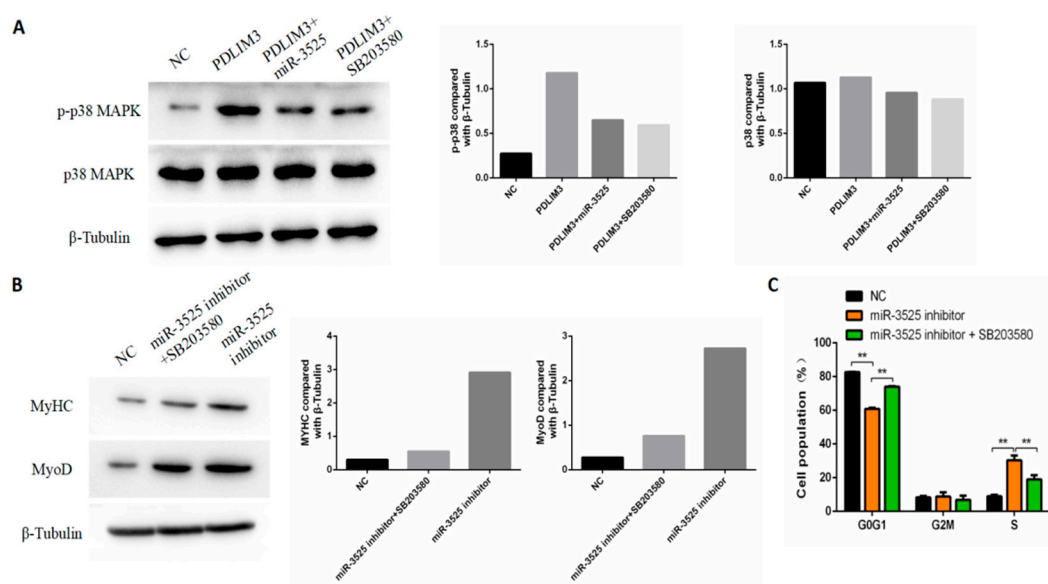 A
NC
PDLIM3
PDLIM3+
miR-3525
PDLIM3+
SB203580
p-p38 MAPK
p38 MAPK
β-Tubulin
p-p38 compared
with β-Tubulin
1.5
1.0
0.5
0.0
NC
PDLIM3
PDLIM3+miR-3525
PDLIM3+SB203580
p38 compared
with β-Tubulin
1.5
1.0
0.5
0.0
NC
PDLIM3
PDLIM3+miR-3525
PDLIM3+SB203580
B
NC
miR-3525 inhibitor
+SB203580
miR-3525
inhibitor
MyHC
MyoD
β-Tubulin
MYHC compared
with β-Tubulin
4
3
2
1
0
NC
miR-3525 inhibitor+SB203580
miR-3525 inhibitor
MyoD compared
with β-Tubulin
3
2
1
0
NC
miR-3525 inhibitor+SB203580
miR-3525 inhibitor
C
NC
miR-3525 inhibitor
miR-3525 inhibitor + SB203580
Cell population (%)
100
80
60
40
20
0
**
**
**
**
G0G1
G2M
S